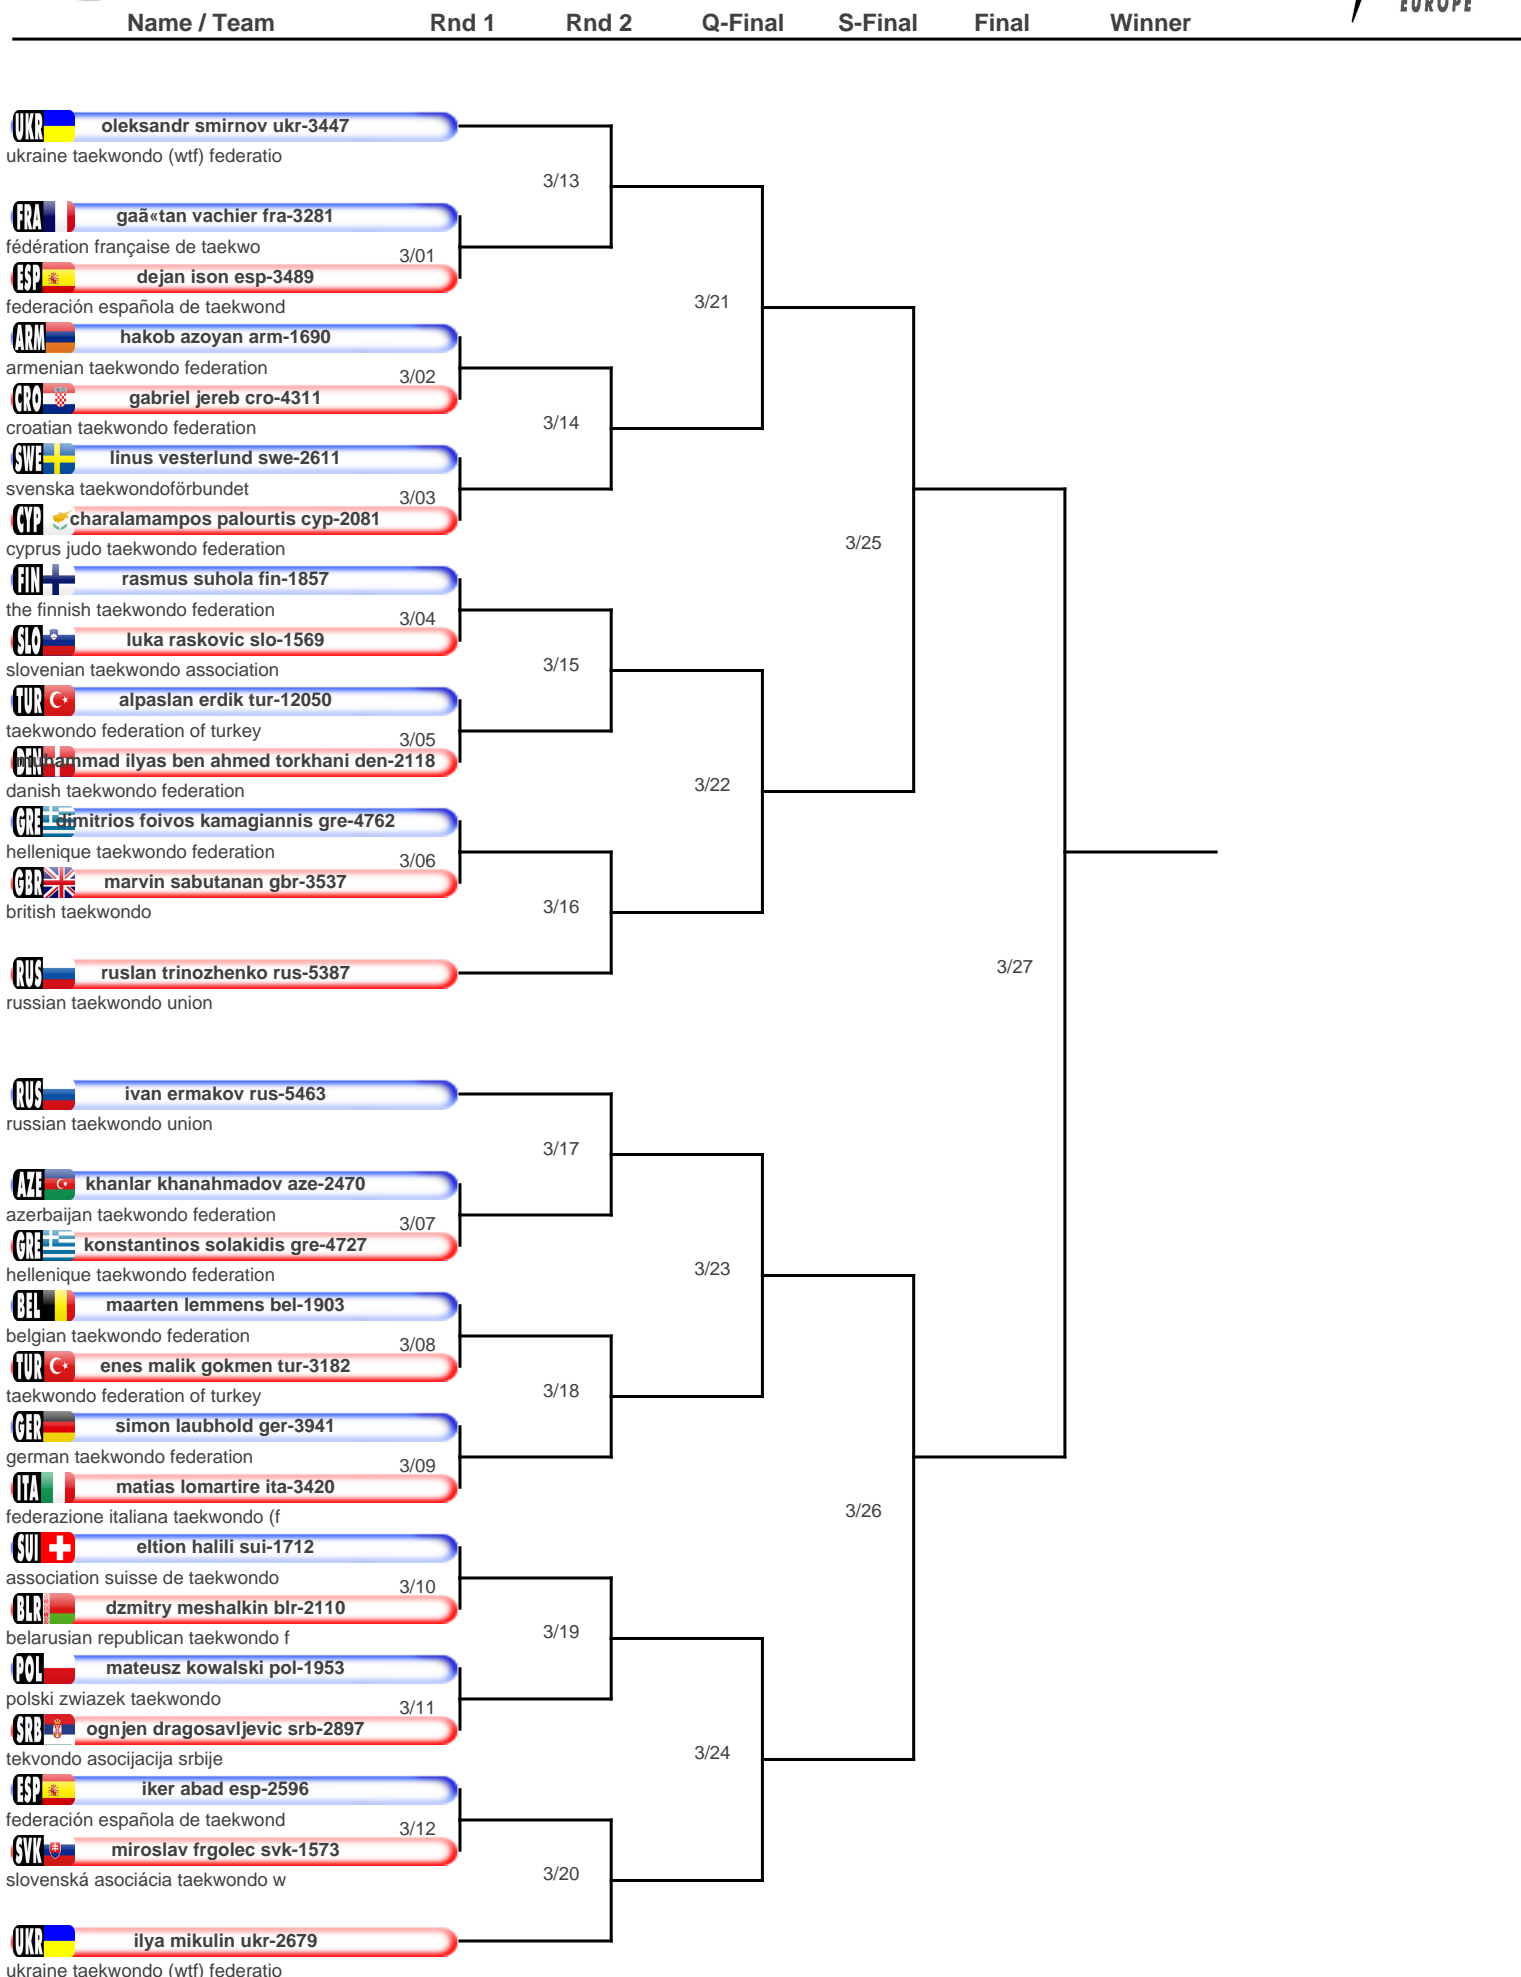 EUROPE
Name / Team Rnd 1 Rnd 2 Q-Final S-Final Final Winner
UKR oleksandr smirnov ukr-3447
ukraine taekwondo (wtf) federatio
3/13
FRA gaã«tan vachier fra-3281
fédération française de taekwo
3/01
ESP dejan ison esp-3489
federación española de taekwond
3/21
ARM hakob azoyan arm-1690
armenian taekwondo federation
3/02
CRO gabriel jereb cro-4311
croatian taekwondo federation
3/14
SWE linus vesterlund swe-2611
svenska taekwondoförbundet
3/03
CYP charalamampos palourtis cyp-2081
cyprus judo taekwondo federation
3/25
FIN rasmus suhola fin-1857
the finnish taekwondo federation
3/04
SLO luka raskovic slo-1569
slovenian taekwondo association
3/15
TUR alpaslan erdik tur-12050
taekwondo federation of turkey
3/05
DEN muhammad ilyas ben ahmed torkhani den-2118
danish taekwondo federation
3/22
GRE dimitrios foivos kamagiannis gre-4762
hellenique taekwondo federation
3/06
GBR marvin sabutanan gbr-3537
british taekwondo
3/16
RUS ruslan trinozhenko rus-5387
russian taekwondo union
3/27
RUS ivan ermakov rus-5463
russian taekwondo union
3/17
AZE khanlar khanahmadov aze-2470
azerbaijan taekwondo federation
3/07
GRE konstantinos solakidis gre-4727
hellenique taekwondo federation
3/23
BEL maarten lemmens bel-1903
belgian taekwondo federation
3/08
TUR enes malik gokmen tur-3182
taekwondo federation of turkey
3/18
GER simon laubhold ger-3941
german taekwondo federation
3/09
ITA matias lomartire ita-3420
federazione italiana taekwondo (f
3/26
SUI eltion halili sui-1712
association suisse de taekwondo
3/10
BLR dzmitry meshalkin blr-2110
belarusian republican taekwondo f
3/19
POL mateusz kowalski pol-1953
polski zwiazek taekwondo
3/11
SRB ognjen dragosavljevic srb-2897
tekvondo asocijacija srbije
3/24
ESP iker abad esp-2596
federación española de taekwond
3/12
SVK miroslav frgolec svk-1573
slovenská asociácia taekwondo w
3/20
UKR ilya mikulin ukr-2679
ukraine taekwondo (wtf) federatio